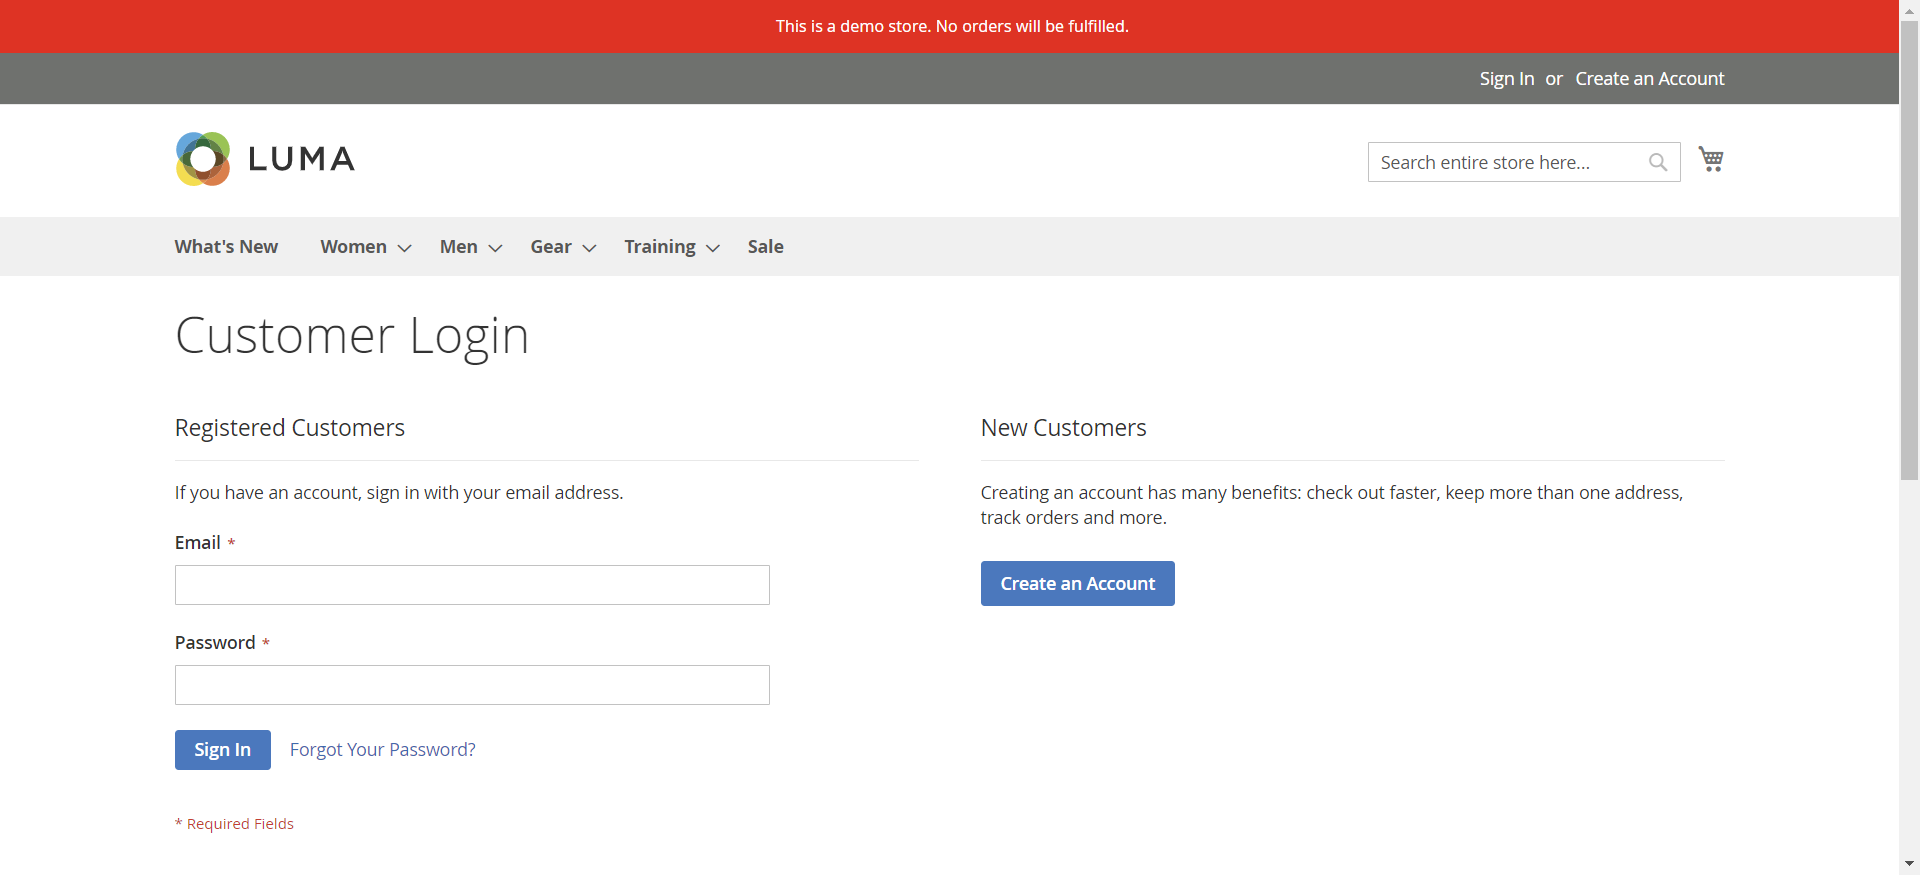 This is a demo store. No orders will be fulfilled.
Sign In or Create an Account
LUMA
Search entire store here...
What's New Women Men Gear Training Sale
Customer Login
Registered Customers
If you have an account, sign in with your email address.
Email *
Password *
Sign In Forgot Your Password?
* Required Fields
New Customers
Creating an account has many benefits: check out faster, keep more than one address,
track orders and more.
Create an Account